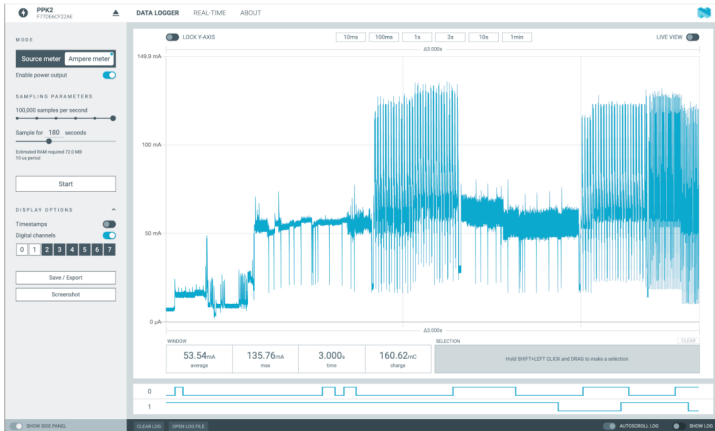 PPK2
F77DE6CF22AE
DATA LOGGER
REAL-TIME
ABOUT
MODE
Source meter
Ampere meter
Enable power output
SAMPLING PARAMETERS
100,000 samples per second
Sample for 180 seconds
Estimated RAM required 72.0 MB
10 us period
Start
DISPLAY OPTIONS
Timestamps
Digital channels
0 1 2 3 4 5 6 7
Save / Export
Screenshot
SHOW SIDE PANEL
LOCK Y-AXIS
10ms 100ms 1s 3s 10s 1min
LIVE VIEW
Δ3.000s
149.9 mA
100 mA
50 mA
0 µA
Δ3.000s
WINDOW
53.54mA
average
135.76mA
max
3.000s
time
160.62mC
charge
SELECTION
CLEAR
Hold SHIFT+LEFT CLICK and DRAG to make a selection
0
1
CLEAR LOG
OPEN LOG FILE
AUTOSCROLL LOG
SHOW LOG